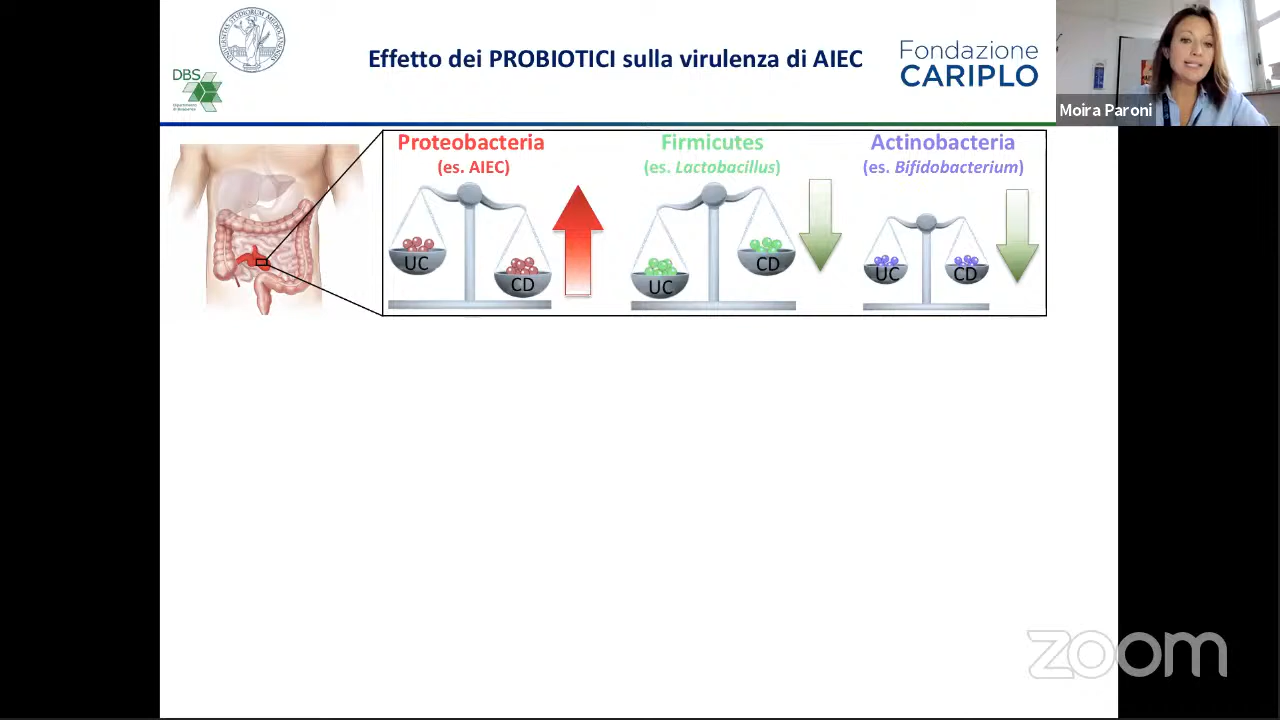 Effetto dei PROBIOTICI sulla virulenza di AIEC
Fondazione
CARIPLO
DBS
Moira Paroni
Proteobacteria
(es. AIEC)
UC
CD
Firmicutes
(es. Lactobacillus)
UC
CD
Actinobacteria
(es. Bifidobacterium)
UC
CD
zoom